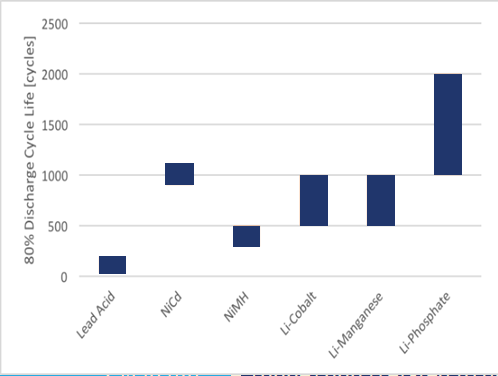 80% Discharge Cycle Life [cycles]
2500
2000
1500
1000
500
0
Lead Acid
NiCd
NiMH
Li-Cobalt
Li-Manganese
Li-Phosphate